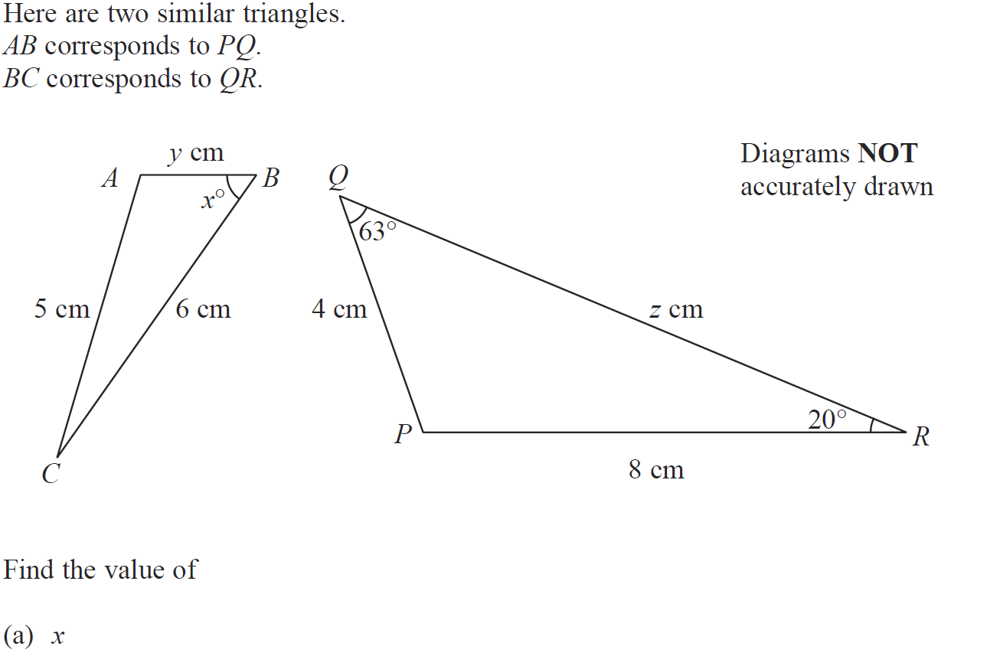 Here are two similar triangles.
AB corresponds to PQ.
BC corresponds to QR.
Diagrams NOT
accurately drawn
y cm
A
B
x°
5 cm
6 cm
C
Q
63°
4 cm
z cm
P
20°
R
8 cm
Find the value of
(a) x